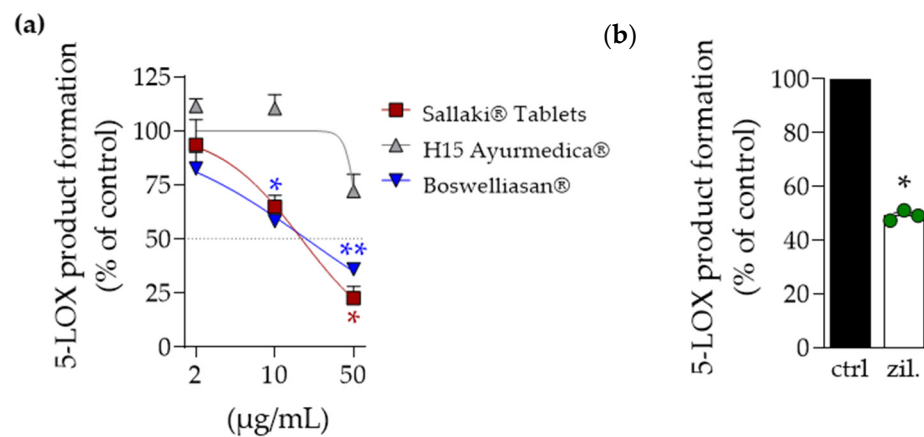 (a)
5-LOX product formation
(% of control)
125
100
75
50
25
0
*
**
*
2 10 50
(µg/mL)
Sallaki® Tablets
H15 Ayurmedica®
Boswelliasan®
(b)
5-LOX product formation
(% of control)
100
80
60
40
20
0
*
ctrl zil.